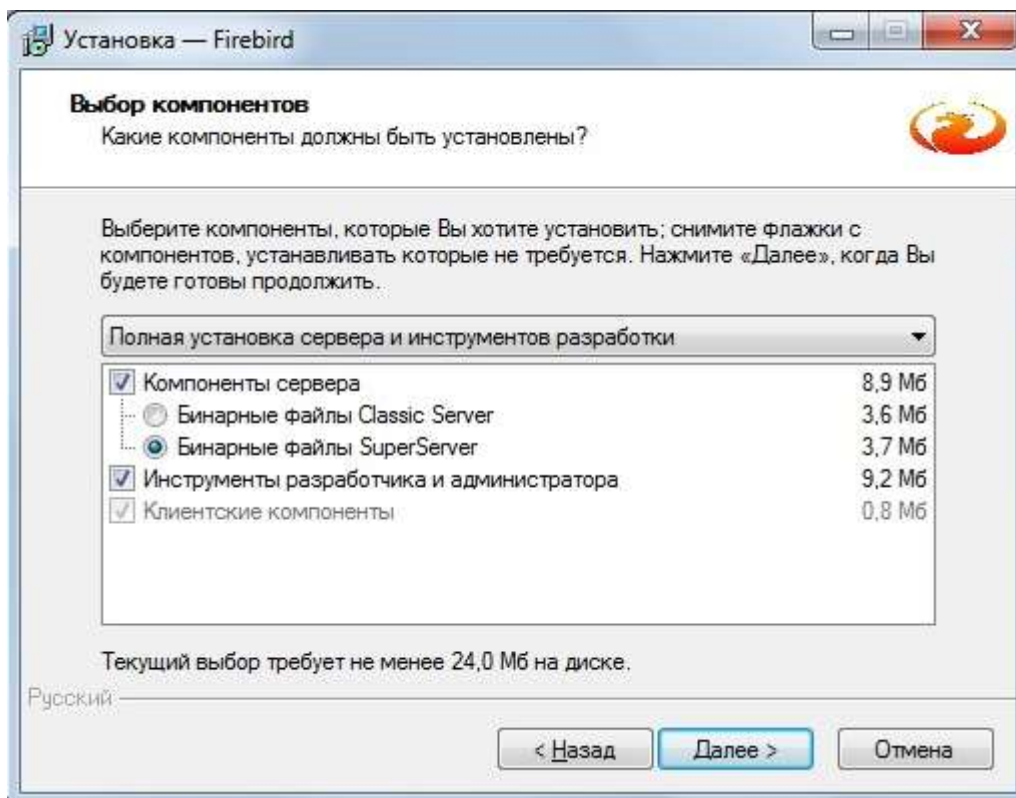 Установка — Firebird
Выбор компонентов
Какие компоненты должны быть установлены?
Выберите компоненты, которые Вы хотите установить; снимите флажки с
компонентов, устанавливать которые не требуется. Нажмите «Далее», когда Вы
будете готовы продолжить.
Полная установка сервера и инструментов разработки
Компоненты сервера 8,9 Мб
Бинарные файлы Classic Server 3,6 Мб
Бинарные файлы SuperServer 3,7 Мб
Инструменты разработчика и администратора 9,2 Мб
Клиентские компоненты 0,8 Мб
Текущий выбор требует не менее 24,0 Мб на диске.
Русский
< Назад Далее > Отмена